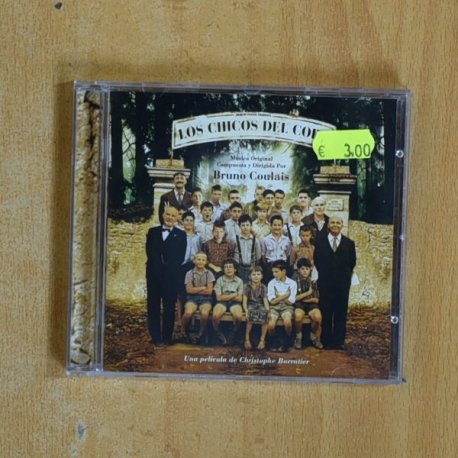 LOS CHICOS DEL CO
€ 3,00
Música Original
Compuesta y Dirigida Por
Bruno Coulais
Una película de Christophe Barratier